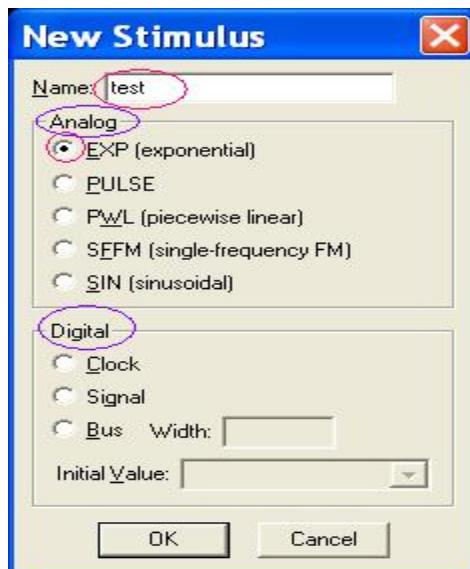 New Stimulus
Name: test
Analog
EXP (exponential)
PULSE
PWL (piecewise linear)
SFFM (single-frequency FM)
SIN (sinusoidal)
Digital
Clock
Signal
Bus Width:
Initial Value:
OK Cancel